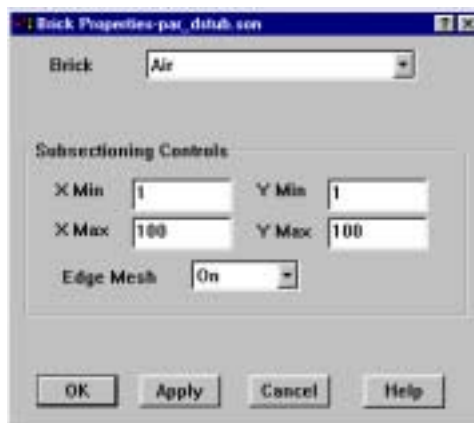 Brick Properties-par_dstub.son
Brick Air
Subsectioning Controls
X Min 1 Y Min 1
X Max 100 Y Max 100
Edge Mesh On
OK Apply Cancel Help